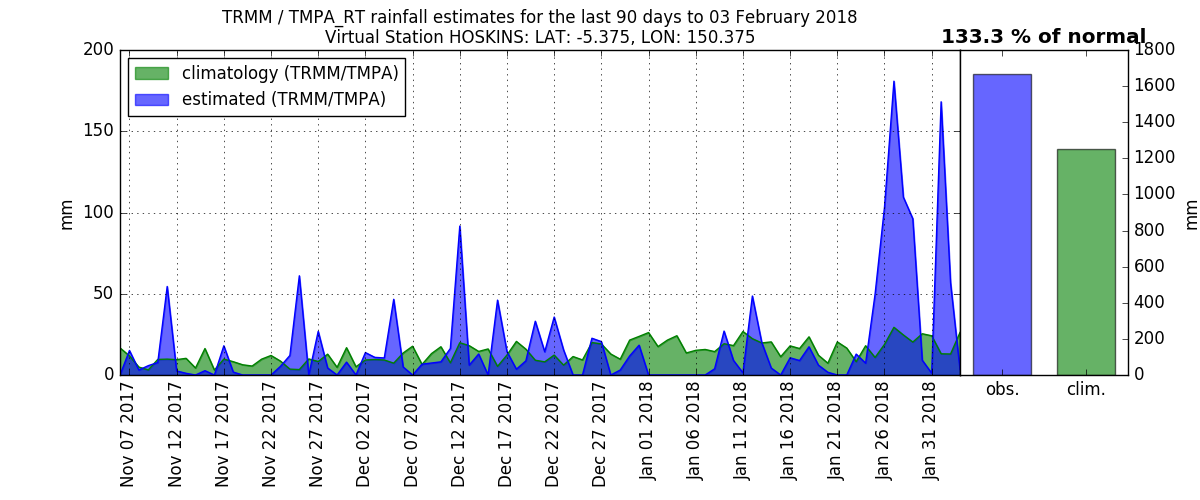 TRMM / TMPA_RT rainfall estimates for the last 90 days to 03 February 2018
Virtual Station HOSKINS: LAT: -5.375, LON: 150.375
133.3 % of normal
climatology (TRMM/TMPA)
estimated (TRMM/TMPA)
mm
200
150
100
50
0
Nov 07 2017
Nov 12 2017
Nov 17 2017
Nov 22 2017
Nov 27 2017
Dec 02 2017
Dec 07 2017
Dec 12 2017
Dec 17 2017
Dec 22 2017
Dec 27 2017
Jan 01 2018
Jan 06 2018
Jan 11 2018
Jan 16 2018
Jan 21 2018
Jan 26 2018
Jan 31 2018
obs.
clim.
1800
1600
1400
1200
1000
800
600
400
200
0
mm